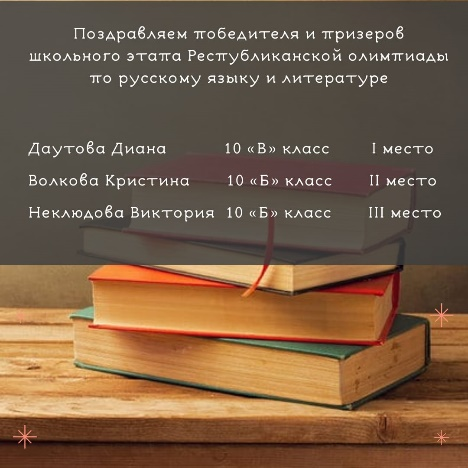 Поздравляем победителя и призеров
школьного этапа Республиканской олимпиады
по русскому языку и литературе
Даутова Диана 10 «В» класс I место
Волкова Кристина 10 «Б» класс II место
Неклюдова Виктория 10 «Б» класс III место